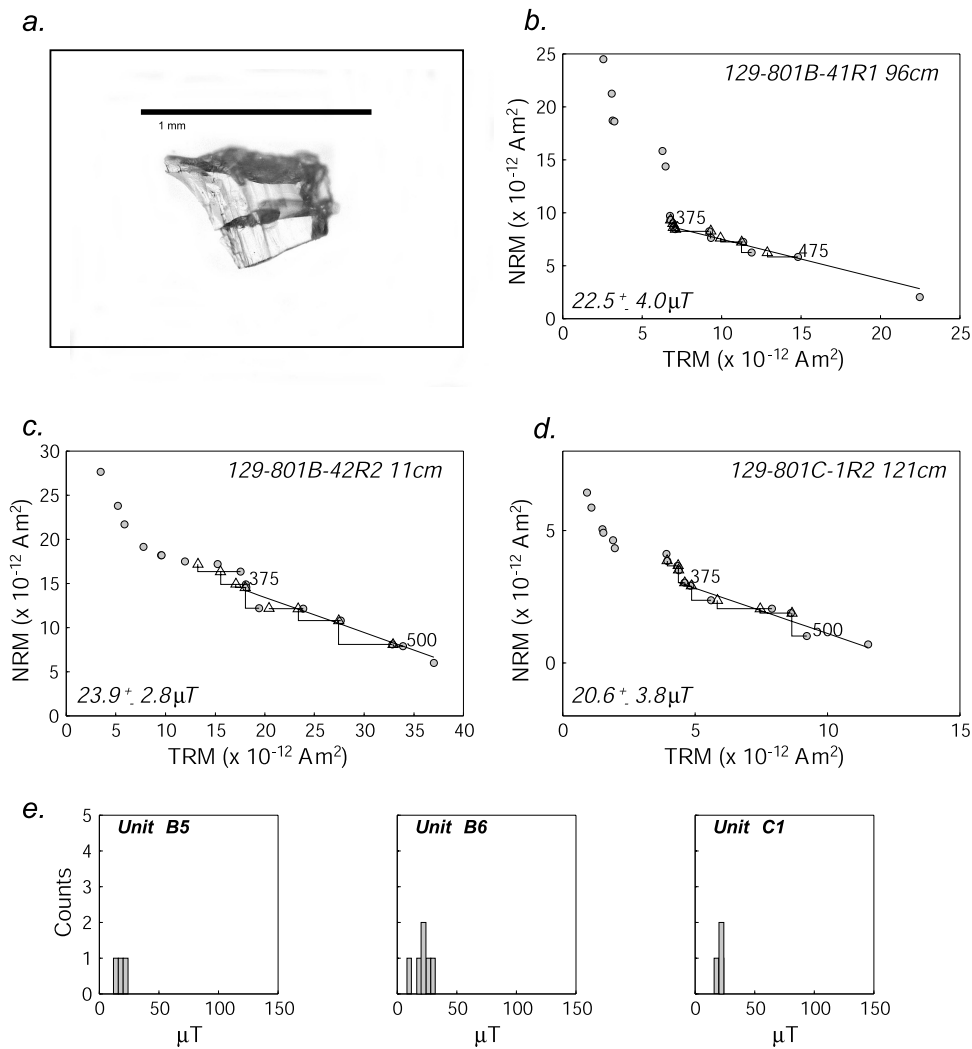 a.
1 mm
b.
129-801B-41R1 96cm
NRM (x 10-12 Am2)
25
20
15
10
5
0
375
475
22.5 +- 4.0μT
0 5 10 15 20 25
TRM (x 10-12 Am2)
c.
129-801B-42R2 11cm
NRM (x 10-12 Am2)
30
25
20
15
10
5
0
375
500
23.9 +- 2.8μT
0 5 10 15 20 25 30 35 40
TRM (x 10-12 Am2)
d.
129-801C-1R2 121cm
NRM (x 10-12 Am2)
5
0
375
500
20.6 +- 3.8μT
0 5 10 15
TRM (x 10-12 Am2)
e.
Unit B5
Counts
5
4
3
2
1
0
0 50 100 150
μT
Unit B6
0 50 100 150
μT
Unit C1
0 50 100 150
μT